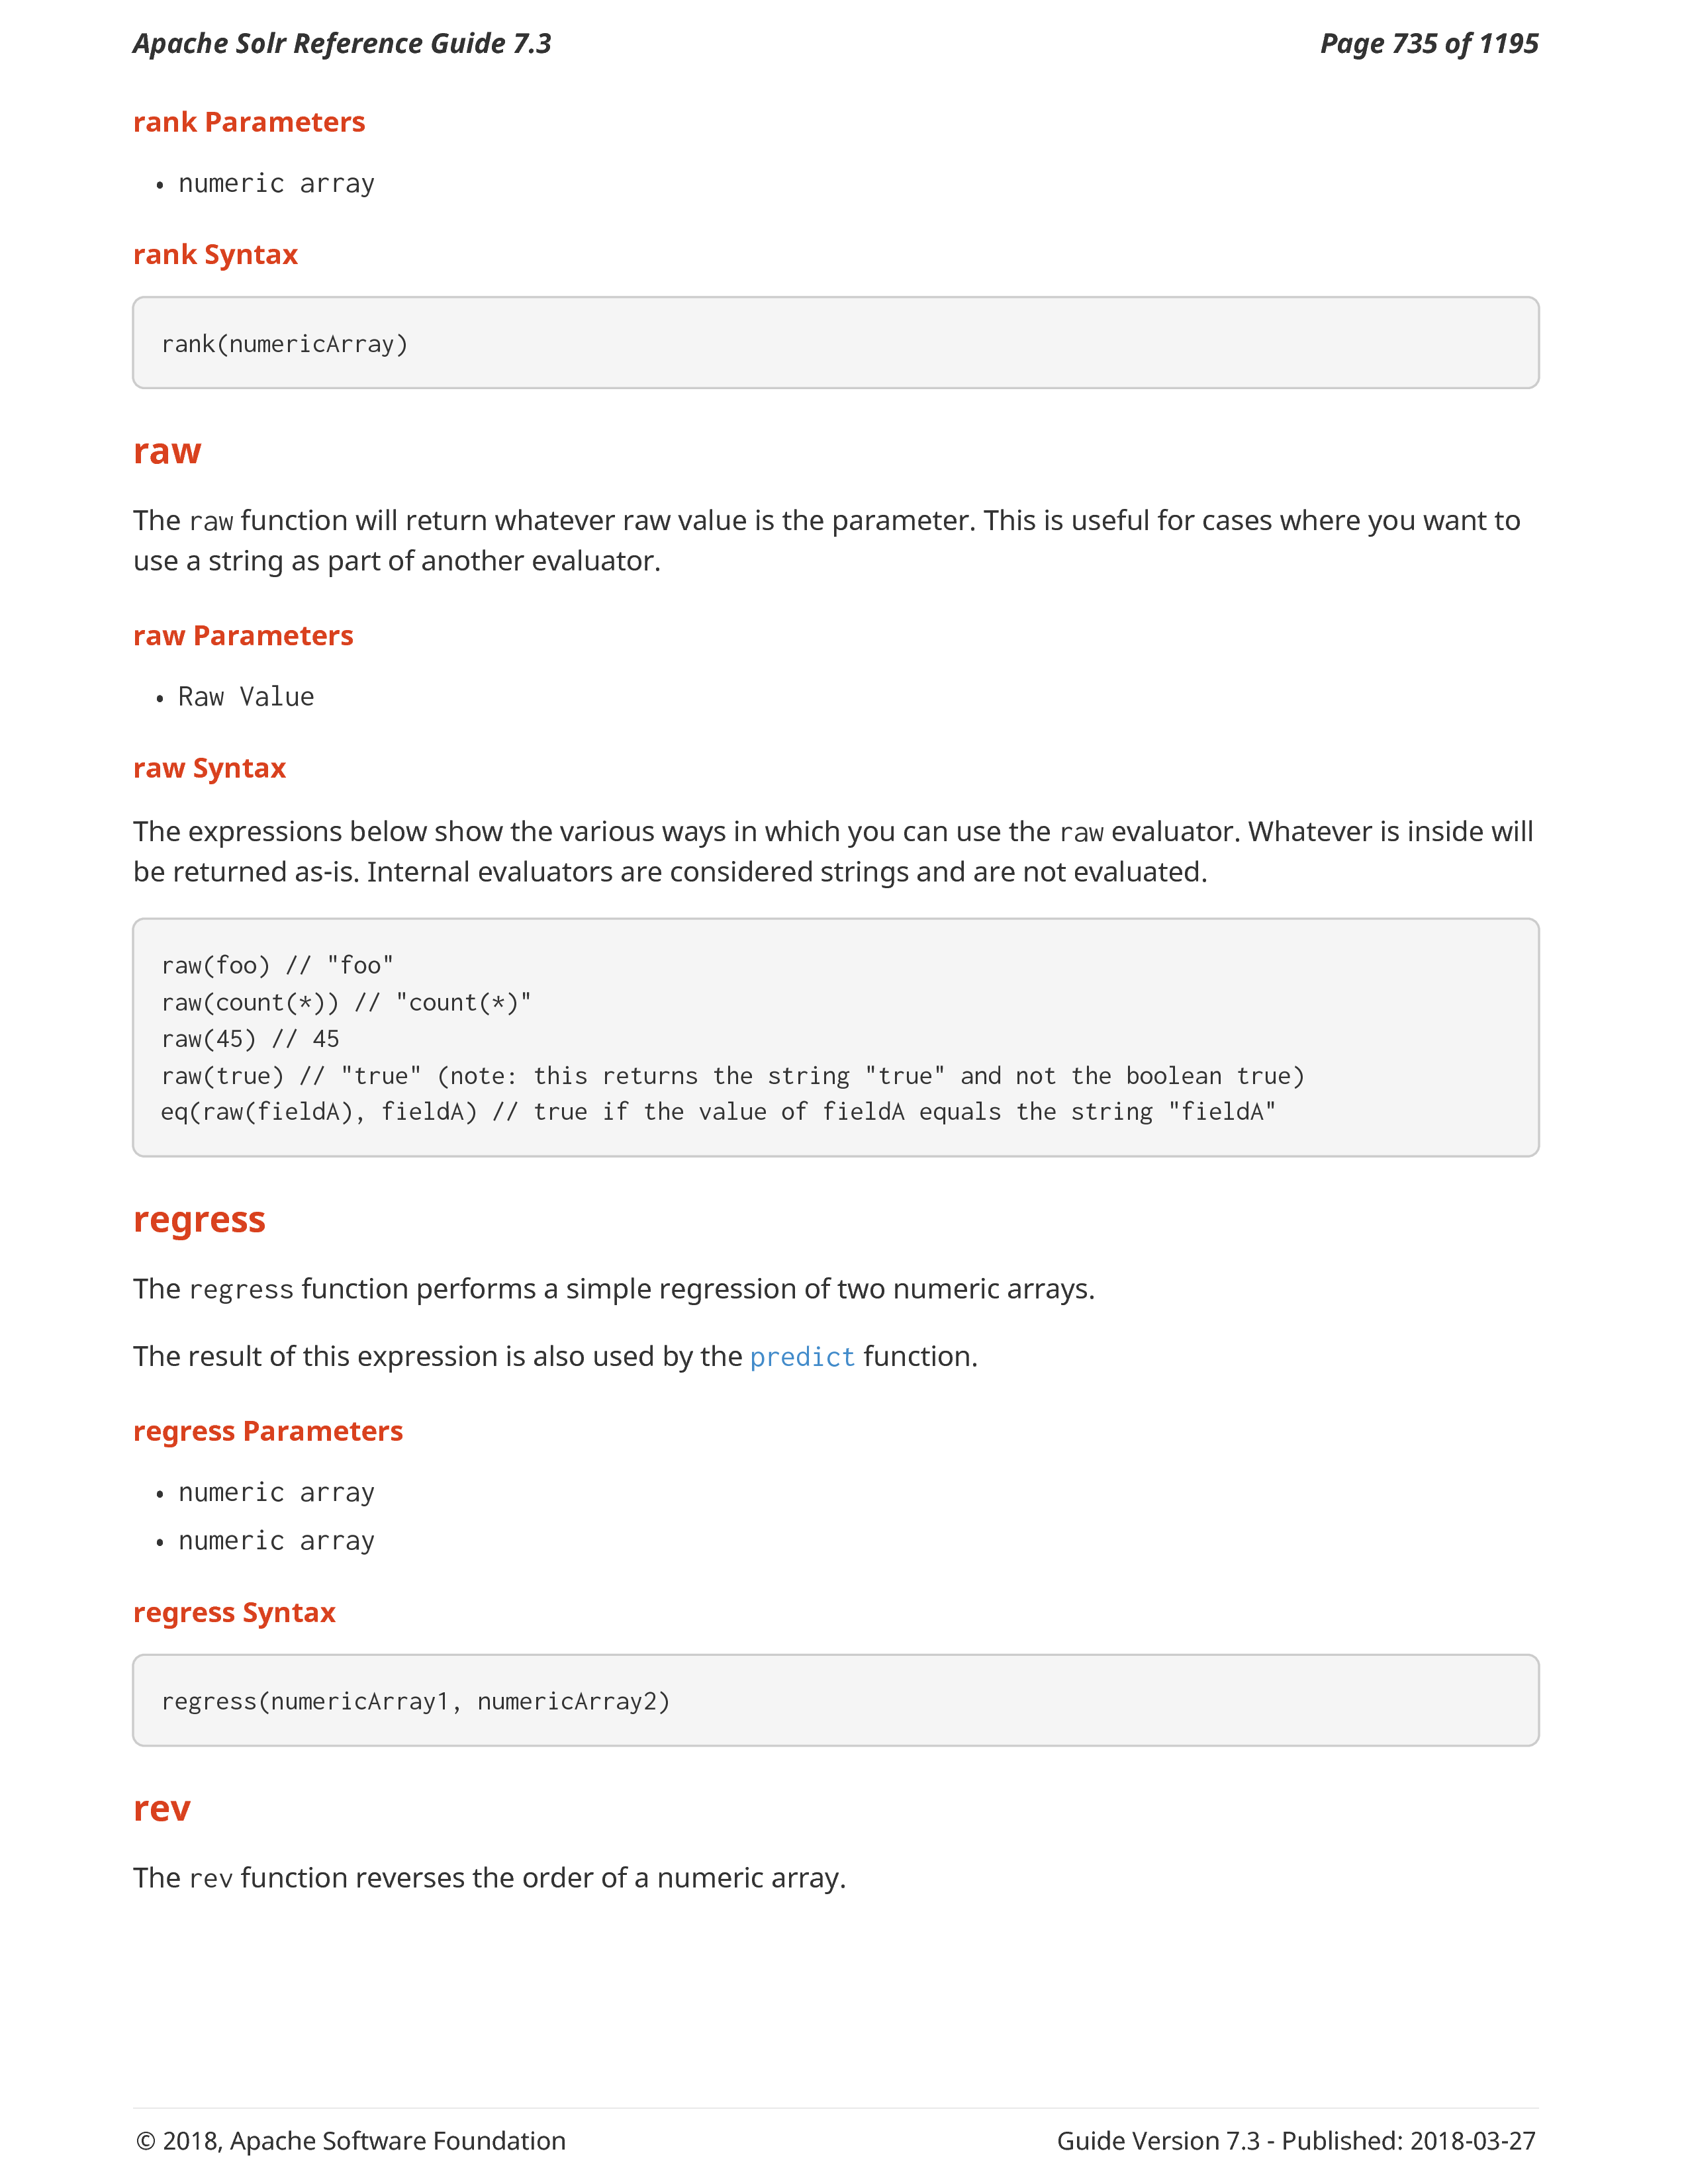 Apache Solr Reference Guide 7.3
Page 735 of 1195
rank Parameters
• numeric array
rank Syntax
rank(numericArray)
raw
The raw function will return whatever raw value is the parameter. This is useful for cases where you want to
use a string as part of another evaluator.
raw Parameters
• Raw Value
raw Syntax
The expressions below show the various ways in which you can use the raw evaluator. Whatever is inside will
be returned as-is. Internal evaluators are considered strings and are not evaluated.
raw(foo) // "foo"
raw(count(*)) // "count(*)"
raw(45) // 45
raw(true) // "true" (note: this returns the string "true" and not the boolean true)
eq(raw(fieldA), fieldA) // true if the value of fieldA equals the string "fieldA"
regress
The regress function performs a simple regression of two numeric arrays.
The result of this expression is also used by the predict function.
regress Parameters
• numeric array
• numeric array
regress Syntax
regress(numericArray1, numericArray2)
rev
The rev function reverses the order of a numeric array.
© 2018, Apache Software Foundation
Guide Version 7.3 - Published: 2018-03-27